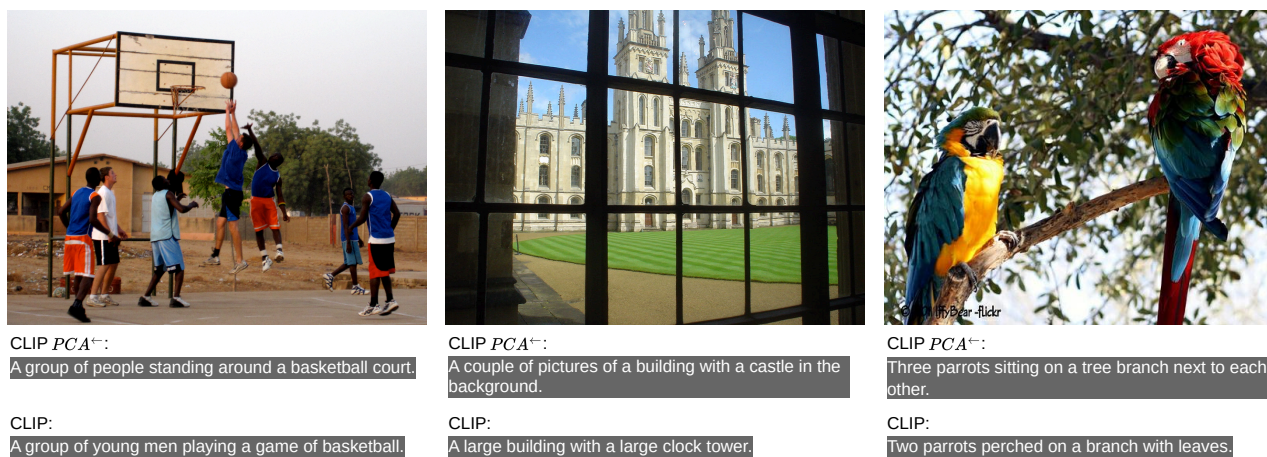 CLIP PCA←:
A group of people standing around a basketball court.
CLIP:
A group of young men playing a game of basketball.
CLIP PCA←:
A couple of pictures of a building with a castle in the
background.
CLIP:
A large building with a large clock tower.
-flickr
CLIP PCA←:
Three parrots sitting on a tree branch next to each
other.
CLIP:
Two parrots perched on a branch with leaves.